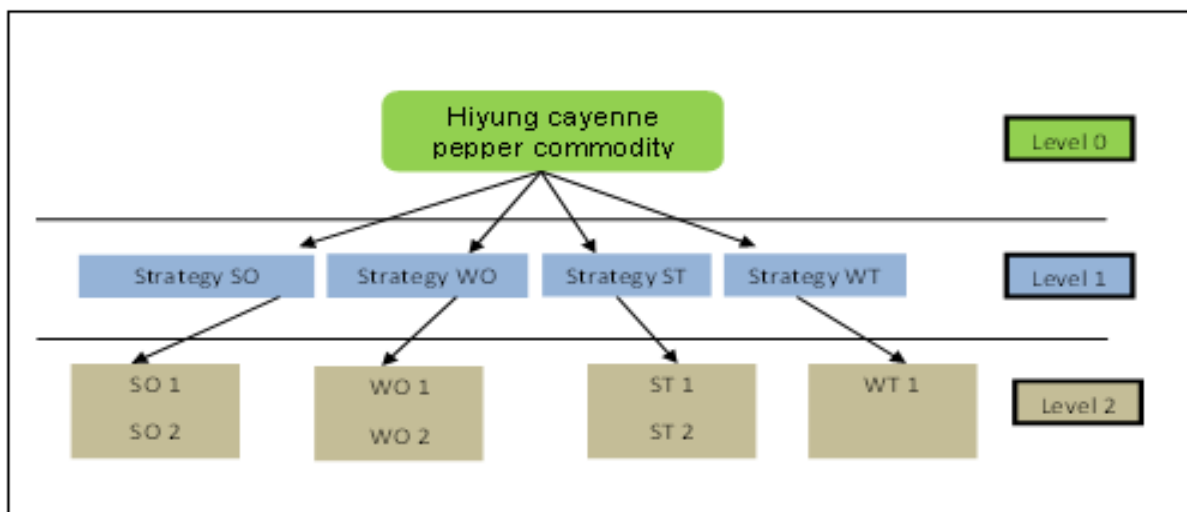 Hiyung cayenne
pepper commodity
Level 0
Strategy SO
Strategy WO
Strategy ST
Strategy WT
Level 1
SO 1
SO 2
WO 1
WO 2
ST 1
ST 2
WT 1
Level 2